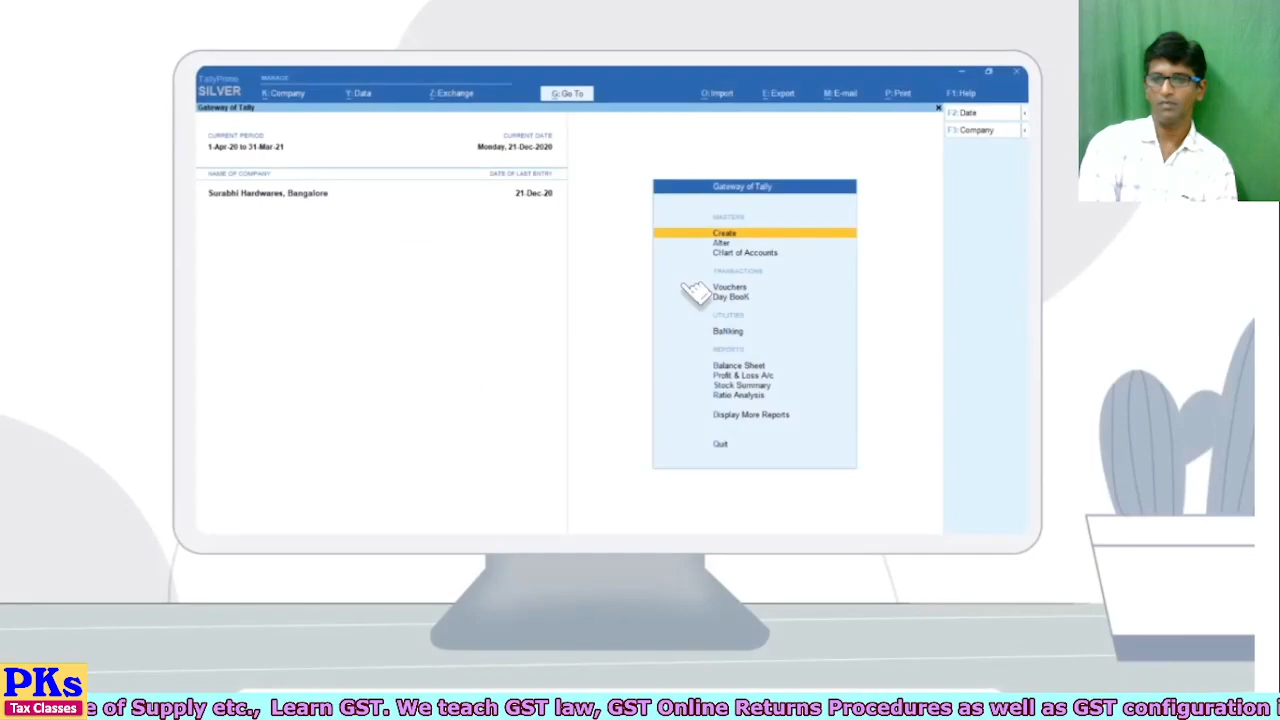 TallyPrime
SILVER
MANAGE
K: Company
Y: Data
Z: Exchange
G: Go To
O: Import
E: Export
M: E-mail
P: Print
F1: Help
Gateway of Tally
F2: Date
F3: Company
CURRENT PERIOD
1-Apr-20 to 31-Mar-21
CURRENT DATE
Monday, 21-Dec-2020
NAME OF COMPANY
DATE OF LAST ENTRY
Surabhi Hardwares, Bangalore
21-Dec-20
Gateway of Tally
MASTERS
Create
Alter
CHart of Accounts
TRANSACTIONS
Vouchers
Day BooK
UTILITIES
BaNking
REPORTS
Balance Sheet
Profit & Loss A/c
Stock Summary
Ratio Analysis
Display More Reports
Quit
PKs
Tax Classes
e of Supply etc., Learn GST. We teach GST law, GST Online Returns Procedures as well as GST configuration